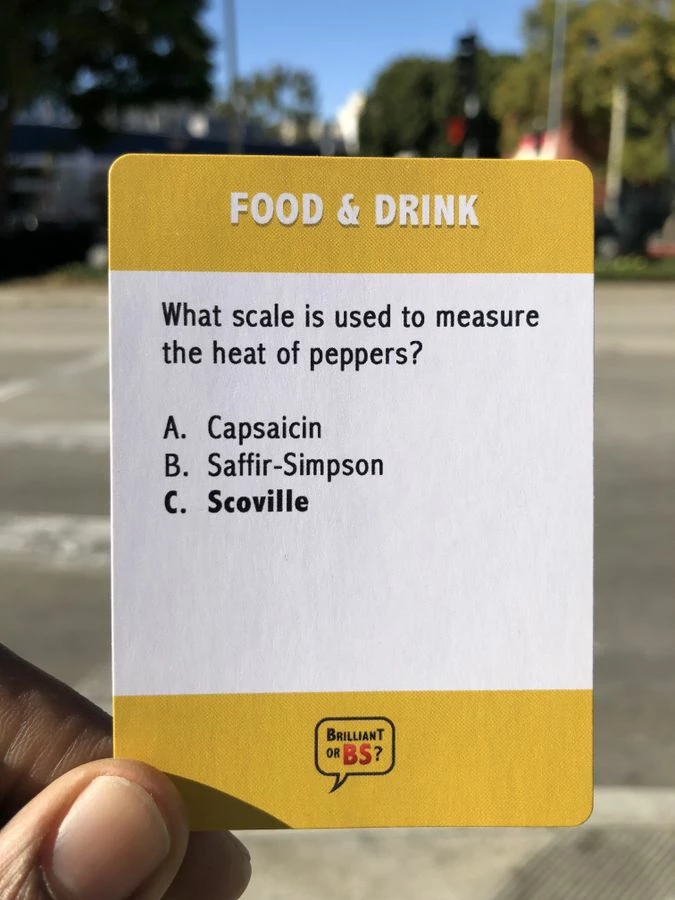 FOOD & DRINK
What scale is used to measure
the heat of peppers?
A. Capsaicin
B. Saffir-Simpson
C. Scoville
BRILLIANT
OR BS?